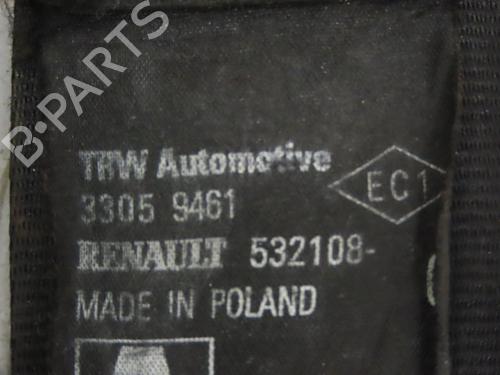 B-PARTS
TRW Automotive
3305 9461
EC1
RENAULT 532108-
MADE IN POLAND